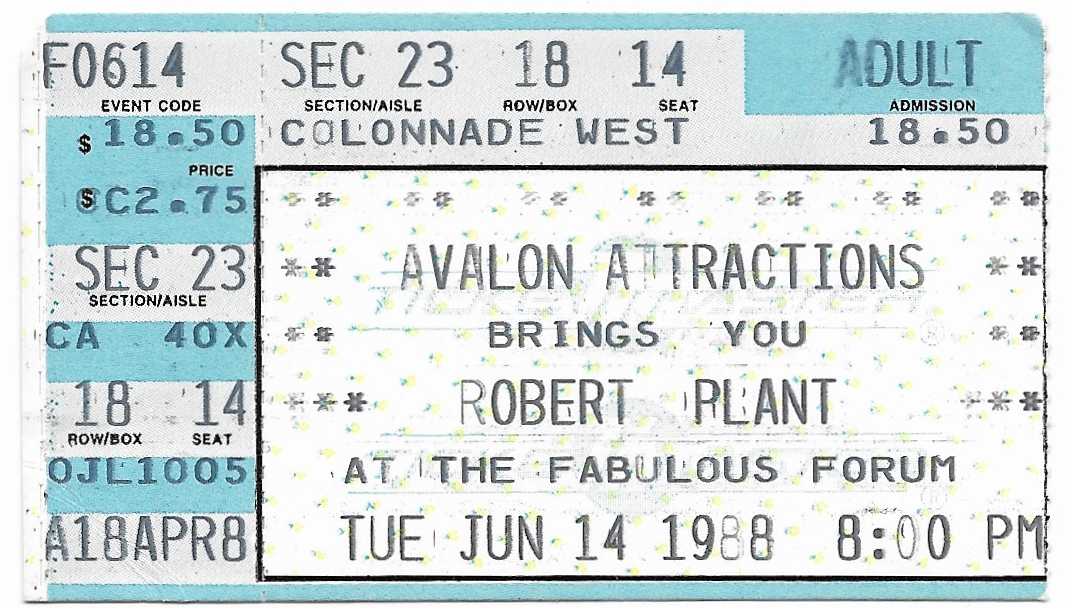 F0614 SEC 23 18 14 ADULT
EVENT CODE SECTION/AISLE ROW/BOX SEAT ADMISSION
$ 18.50 COLONNADE WEST 18.50
PRICE
$C2.75
** ** ** ** ** ** **
SEC 23
SECTION/AISLE
** AVALON ATTRACTIONS **
CA 40X
** BRINGS YOU **
18 14
ROW/BOX SEAT
*** ROBERT PLANT ***
OJL1005
AT THE FABULOUS FORUM
A18APR8
TUE JUN 14 1988 8:00 PM